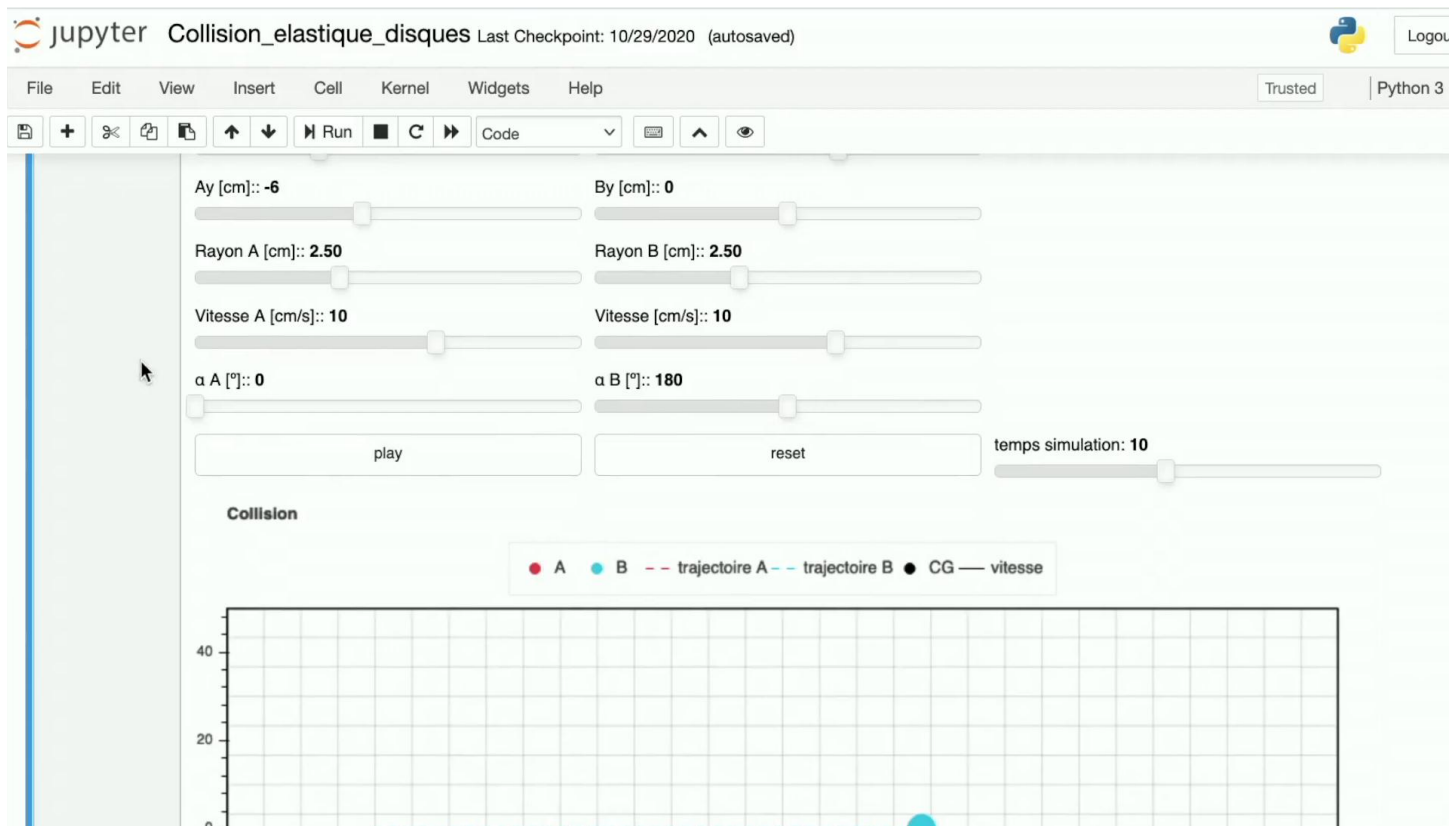 jupyter Collision_elastique_disques Last Checkpoint: 10/29/2020 (autosaved)
Logou
File Edit View Insert Cell Kernel Widgets Help
Trusted Python 3
Run Code
Ay [cm]:: -6
By [cm]:: 0
Rayon A [cm]:: 2.50
Rayon B [cm]:: 2.50
Vitesse A [cm/s]:: 10
Vitesse [cm/s]:: 10
α A [º]:: 0
α B [º]:: 180
play
reset
temps simulation: 10
Collision
A B trajectoire A trajectoire B CG vitesse
40
20
0